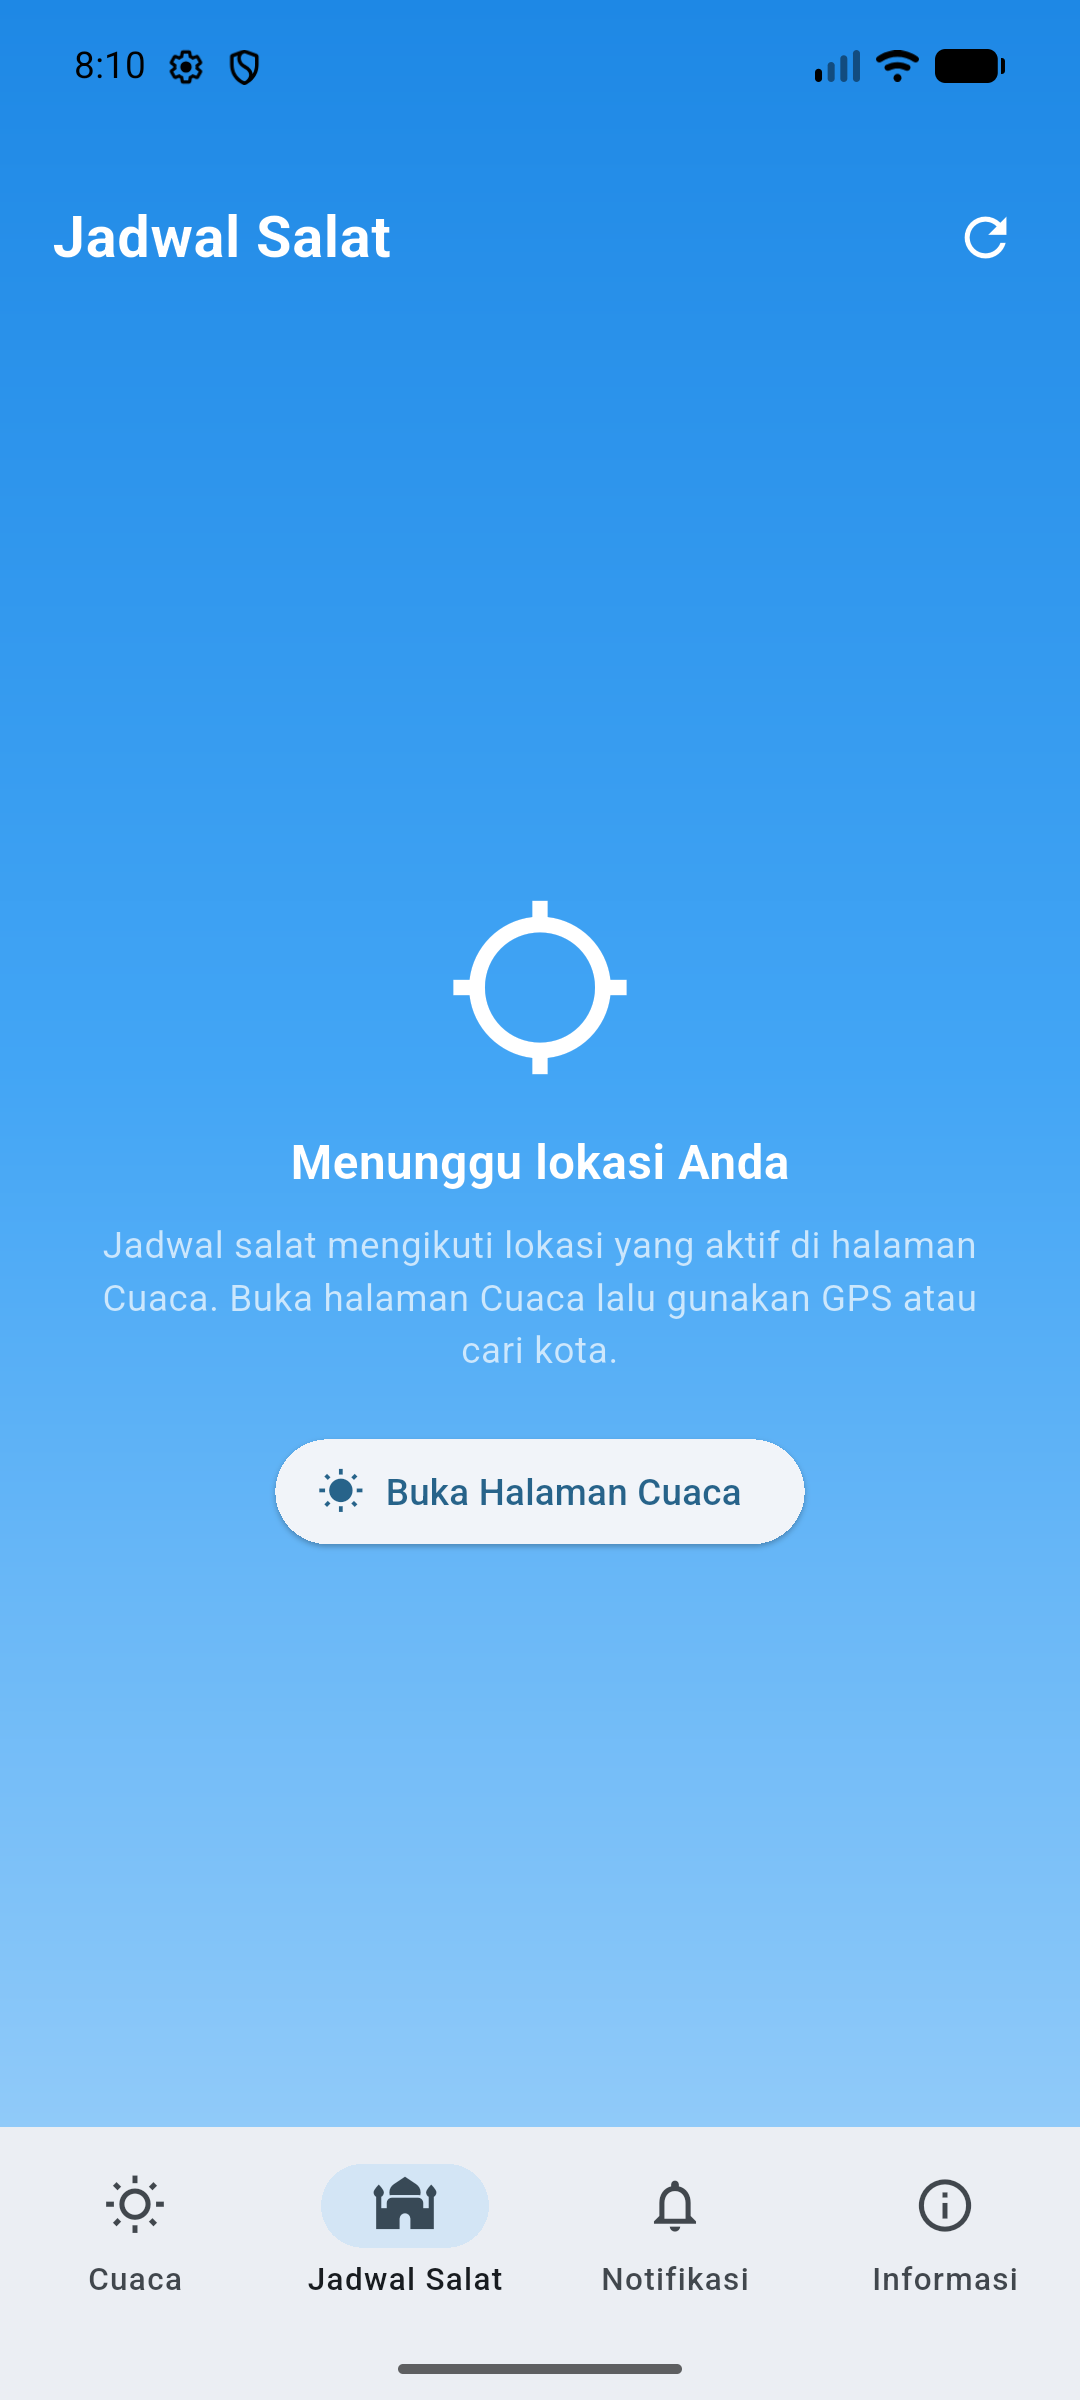 8:10
Jadwal Salat
Menunggu lokasi Anda
Jadwal salat mengikuti lokasi yang aktif di halaman
Cuaca. Buka halaman Cuaca lalu gunakan GPS atau
cari kota.
Buka Halaman Cuaca
Cuaca
Jadwal Salat
Notifikasi
Informasi